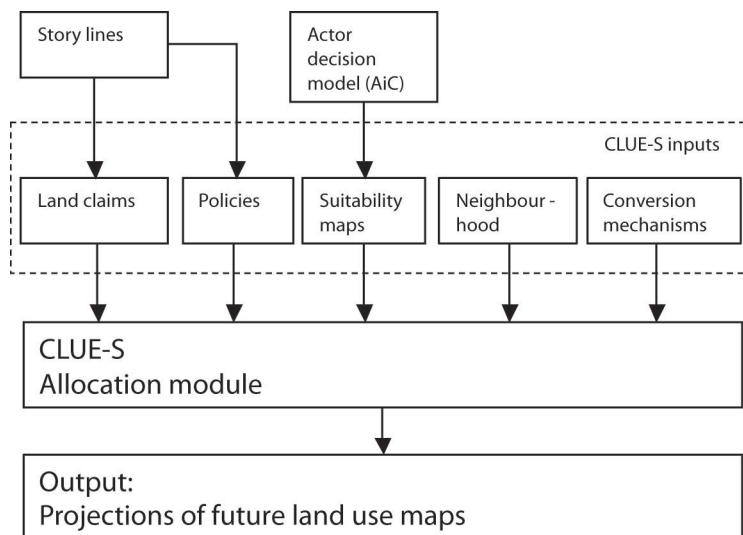 Story lines
Actor
decision
model (AiC)
CLUE-S inputs
Land claims
Policies
Suitability
maps
Neighbour -
hood
Conversion
mechanisms
CLUE-S
Allocation module
Output:
Projections of future land use maps